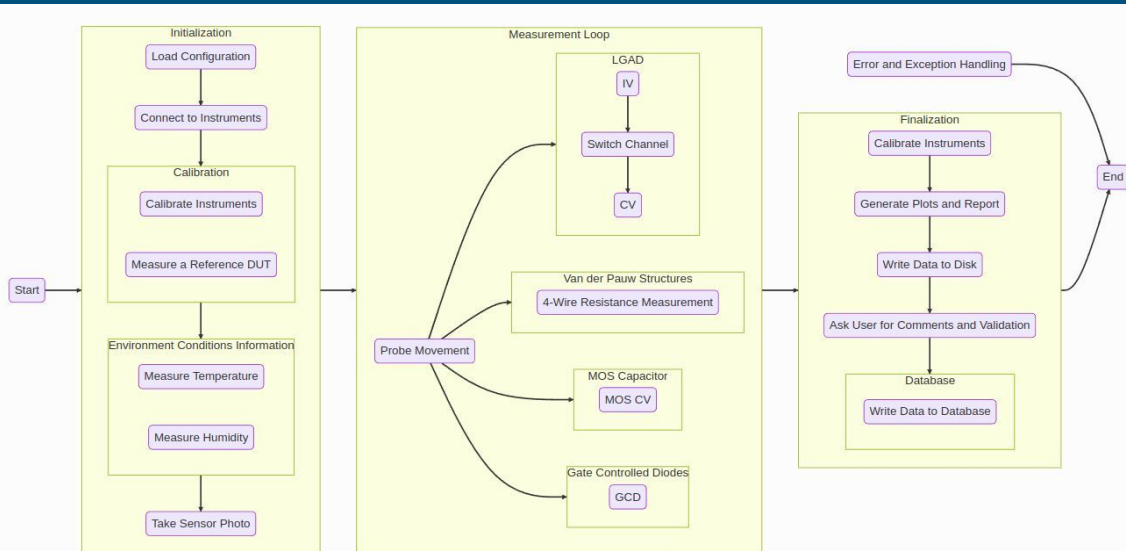 Start
Initialization
Load Configuration
Connect to Instruments
Calibration
Calibrate Instruments
Measure a Reference DUT
Environment Conditions Information
Measure Temperature
Measure Humidity
Take Sensor Photo
Measurement Loop
Probe Movement
LGAD
IV
Switch Channel
CV
Van der Pauw Structures
4-Wire Resistance Measurement
MOS Capacitor
MOS CV
Gate Controlled Diodes
GCD
Error and Exception Handling
Finalization
Calibrate Instruments
Generate Plots and Report
Write Data to Disk
Ask User for Comments and Validation
Database
Write Data to Database
End